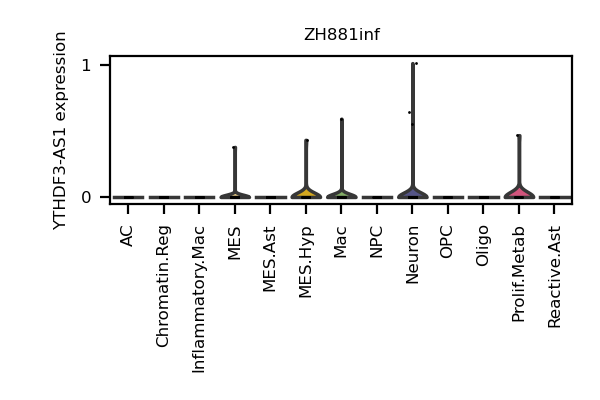 ZH881inf
YTHDF3-AS1 expression
1
0
AC
Chromatin.Reg
Inflammatory.Mac
MES
MES.Ast
MES.Hyp
Mac
NPC
Neuron
OPC
Oligo
Prolif.Metab
Reactive.Ast